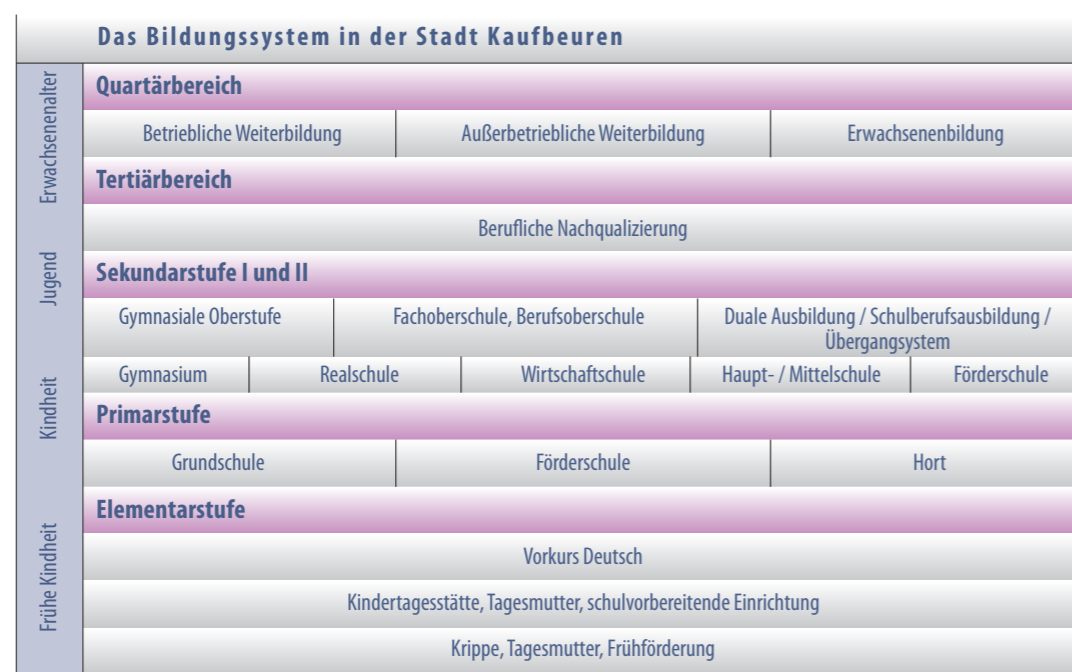 Das Bildungssystem in der Stadt Kaufbeuren
Erwachsenenalter
Quartärbereich
Betriebliche Weiterbildung
Außerbetriebliche Weiterbildung
Erwachsenenbildung
Tertiärbereich
Berufliche Nachqualizierung
Jugend
Sekundarstufe I und II
Gymnasiale Oberstufe
Fachoberschule, Berufsoberschule
Duale Ausbildung / Schulberufsausbildung /
Übergangsystem
Gymnasium
Realschule
Wirtschaftschule
Haupt- / Mittelschule
Förderschule
Kindheit
Primarstufe
Grundschule
Förderschule
Hort
Frühe Kindheit
Elementarstufe
Vorkurs Deutsch
Kindertagesstätte, Tagesmutter, schulvorbereitende Einrichtung
Krippe, Tagesmutter, Frühförderung